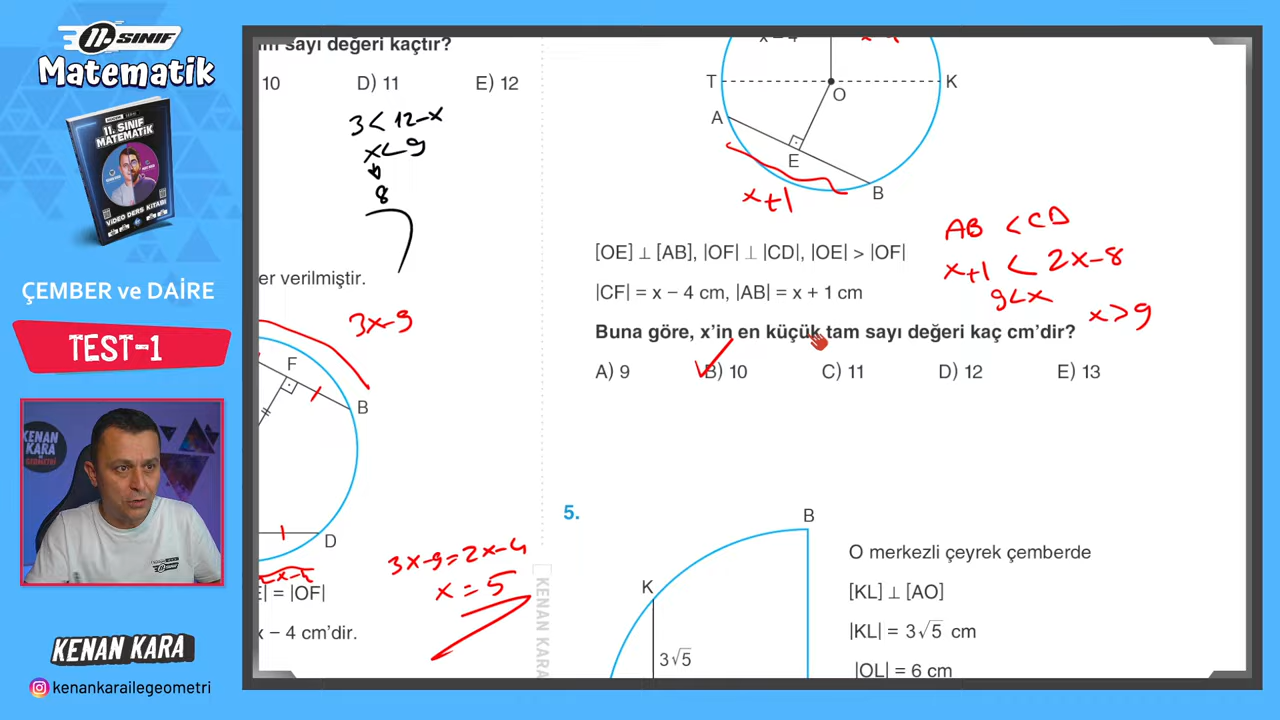 11. SINIF
Matematik
11. SINIF
MATEMATİK
VİDEO DERS KİTABI
ÇEMBER ve DAİRE
TEST-1
KENAN
KARA
KENAN KARA
kenankarailegeometri
m sayı değeri kaçtır?
10 D) 11 E) 12
3 < 12-x
x < 9
8
er verilmiştir.
3x-9
F
B
D
2x-4
| = |OF|
x − 4 cm'dir.
3x-9=2x-4
x = 5
KENAN KARA
T
K
O
A
E
B
x+1
[OE] ⊥ [AB], |OF| ⊥ |CD|, |OE| > |OF|
|CF| = x − 4 cm, |AB| = x + 1 cm
Buna göre, x'in en küçük tam sayı değeri kaç cm'dir?
A) 9 B) 10 C) 11 D) 12 E) 13
AB < CD
x+1 < 2x-8
9<x
x>9
5.
B
K
3√5
O merkezli çeyrek çemberde
[KL] ⊥ [AO]
|KL| = 3√5 cm
|OL| = 6 cm